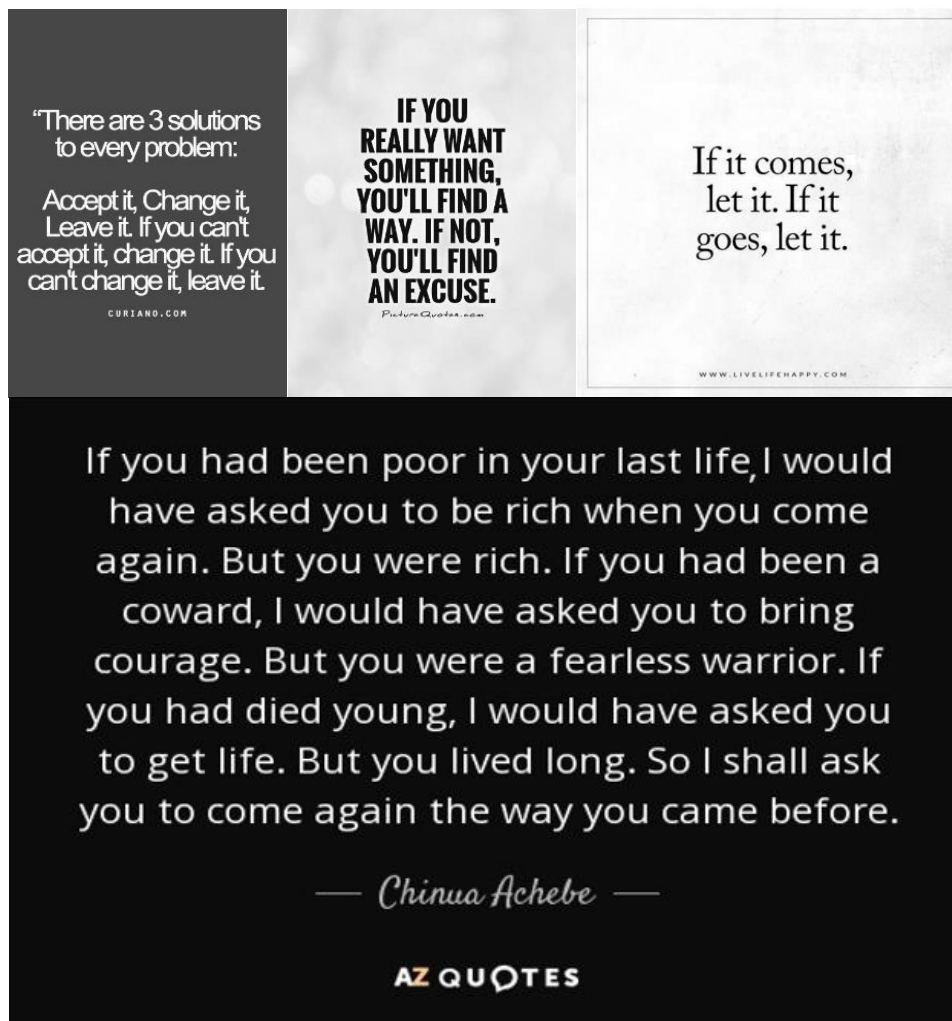 “There are 3 solutions
to every problem:
Accept it, Change it,
Leave it. If you can't
accept it, change it. If you
can't change it, leave it.
CURIANO.COM
IF YOU
REALLY WANT
SOMETHING,
YOU'LL FIND A
WAY. IF NOT,
YOU'LL FIND
AN EXCUSE.
PictureQuotes.com
If it comes,
let it. If it
goes, let it.
WWW.LIVELIFEHAPPY.COM
If you had been poor in your last life, I would
have asked you to be rich when you come
again. But you were rich. If you had been a
coward, I would have asked you to bring
courage. But you were a fearless warrior. If
you had died young, I would have asked you
to get life. But you lived long. So I shall ask
you to come again the way you came before.
— Chinua Achebe —
AZ QUOTES